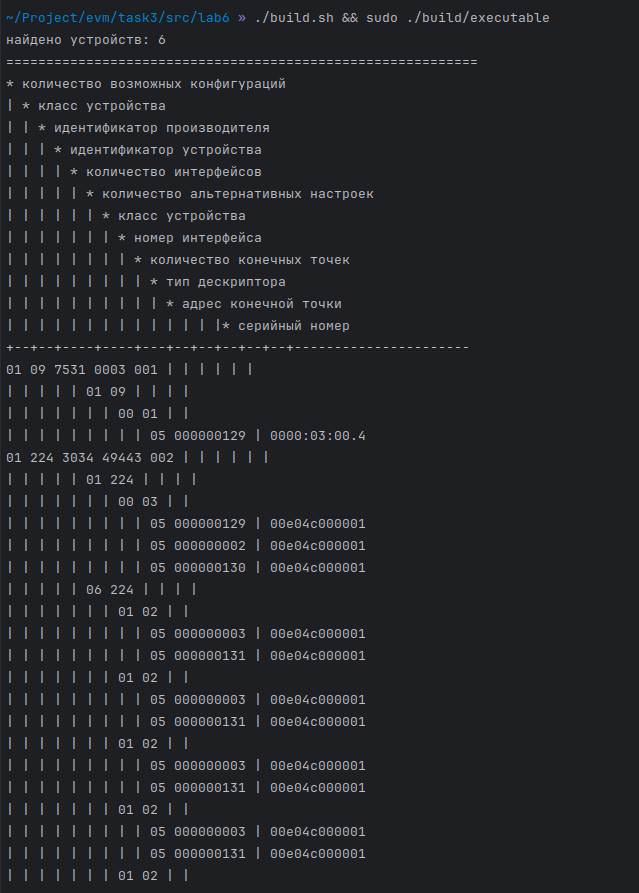 ~/Project/evm/task3/src/lab6 » ./build.sh && sudo ./build/executable
найдено устройств: 6
===========================================================
* количество возможных конфигураций
| * класс устройства
| | * идентификатор производителя
| | | * идентификатор устройства
| | | | * количество интерфейсов
| | | | | * количество альтернативных настроек
| | | | | | * класс устройства
| | | | | | | * номер интерфейса
| | | | | | | | * количество конечных точек
| | | | | | | | | * тип дескриптора
| | | | | | | | | | * адрес конечной точки
| | | | | | | | | | | | | |* серийный номер
+--+--+----+----+---+--+--+--+--+--+----------------------
01 09 7531 0003 001 | | | | | |
| | | | | 01 09 | | | |
| | | | | | | 00 01 | |
| | | | | | | | | 05 000000129 | 0000:03:00.4
01 224 3034 49443 002 | | | | | |
| | | | | 01 224 | | | |
| | | | | | | 00 03 | |
| | | | | | | | | 05 000000129 | 00e04c000001
| | | | | | | | | 05 000000002 | 00e04c000001
| | | | | | | | | 05 000000130 | 00e04c000001
| | | | | 06 224 | | | |
| | | | | | | 01 02 | |
| | | | | | | | | 05 000000003 | 00e04c000001
| | | | | | | | | 05 000000131 | 00e04c000001
| | | | | | | 01 02 | |
| | | | | | | | | 05 000000003 | 00e04c000001
| | | | | | | | | 05 000000131 | 00e04c000001
| | | | | | | 01 02 | |
| | | | | | | | | 05 000000003 | 00e04c000001
| | | | | | | | | 05 000000131 | 00e04c000001
| | | | | | | 01 02 | |
| | | | | | | | | 05 000000003 | 00e04c000001
| | | | | | | | | 05 000000131 | 00e04c000001
| | | | | | | 01 02 | |